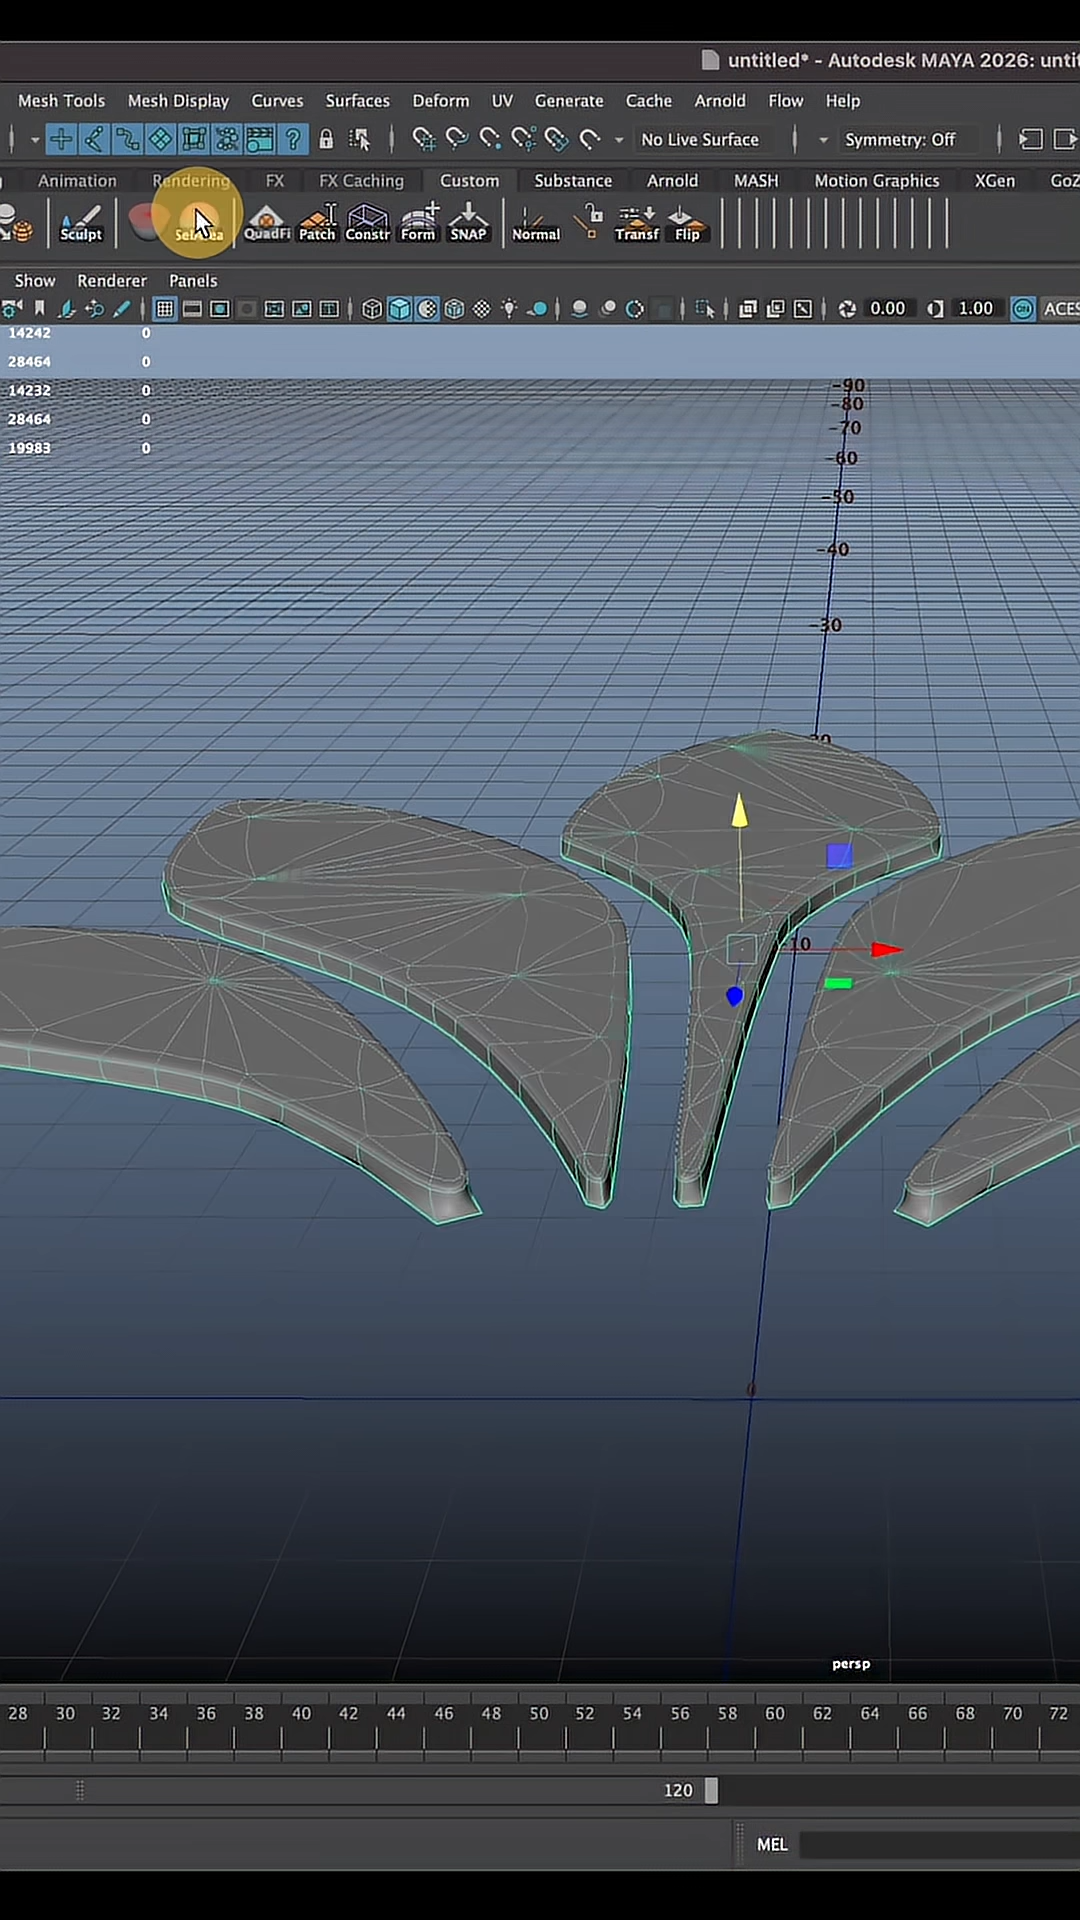 untitled* - Autodesk MAYA 2026: unti
Mesh Tools Mesh Display Curves Surfaces Deform UV Generate Cache Arnold Flow Help
No Live Surface Symmetry: Off
Animation Rendering FX FX Caching Custom Substance Arnold MASH Motion Graphics XGen GoZ
Sculpt SelArea QuadFi Patch Constr Form SNAP Normal Transf Flip
Show Renderer Panels
0.00 1.00 ON ACES
14242 0
28464 0
14232 0
28464 0
19983 0
-90
-80
-70
-60
-50
-40
-30
-10
0
persp
28 30 32 34 36 38 40 42 44 46 48 50 52 54 56 58 60 62 64 66 68 70 72
120
MEL